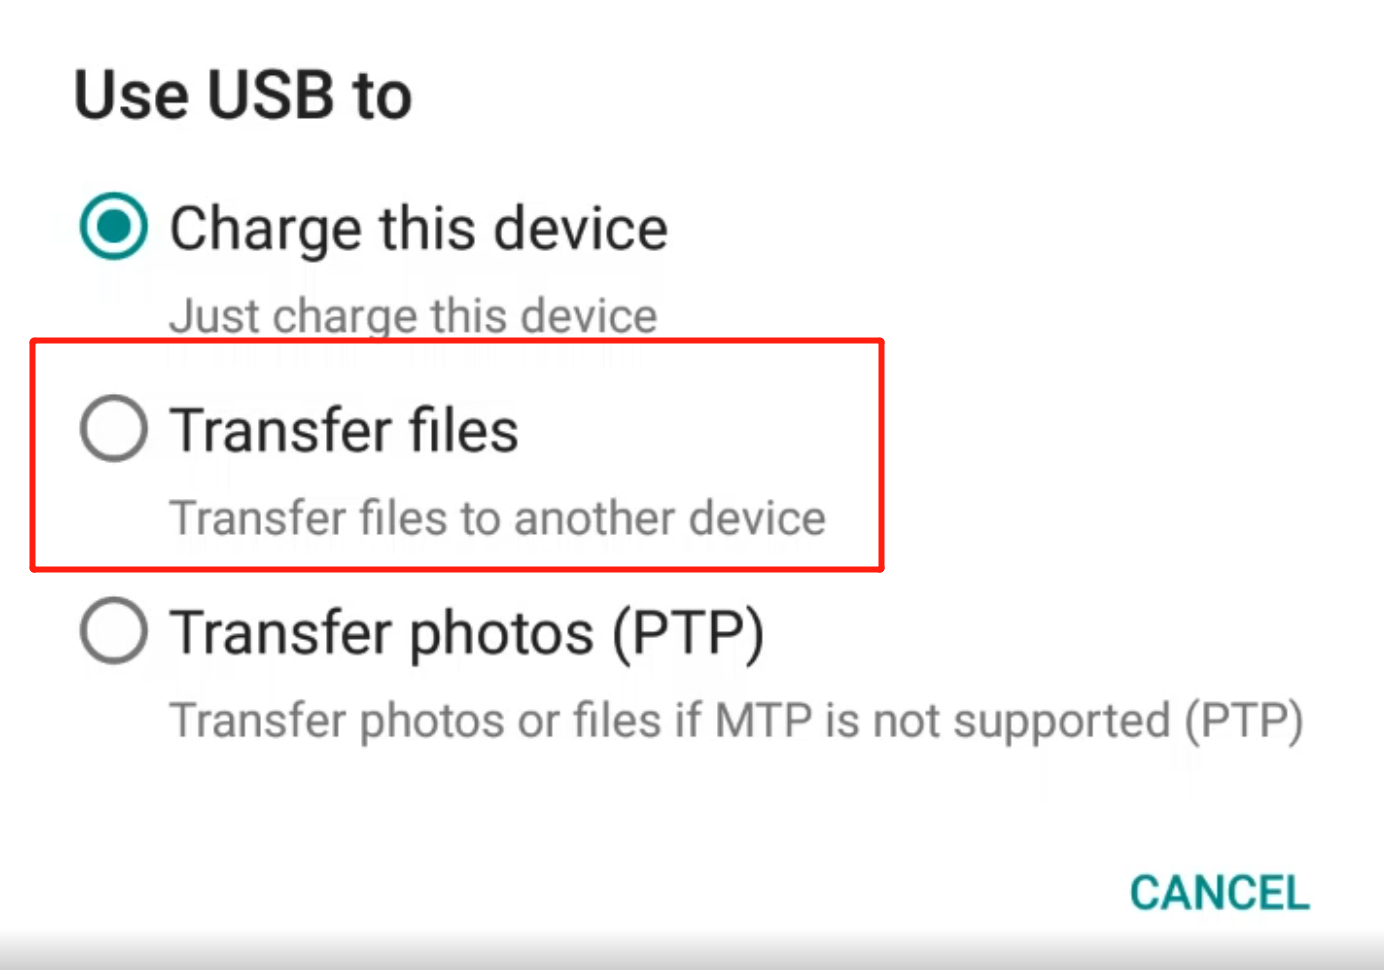 Use USB to
Charge this device
Just charge this device
Transfer files
Transfer files to another device
Transfer photos (PTP)
Transfer photos or files if MTP is not supported (PTP)
CANCEL